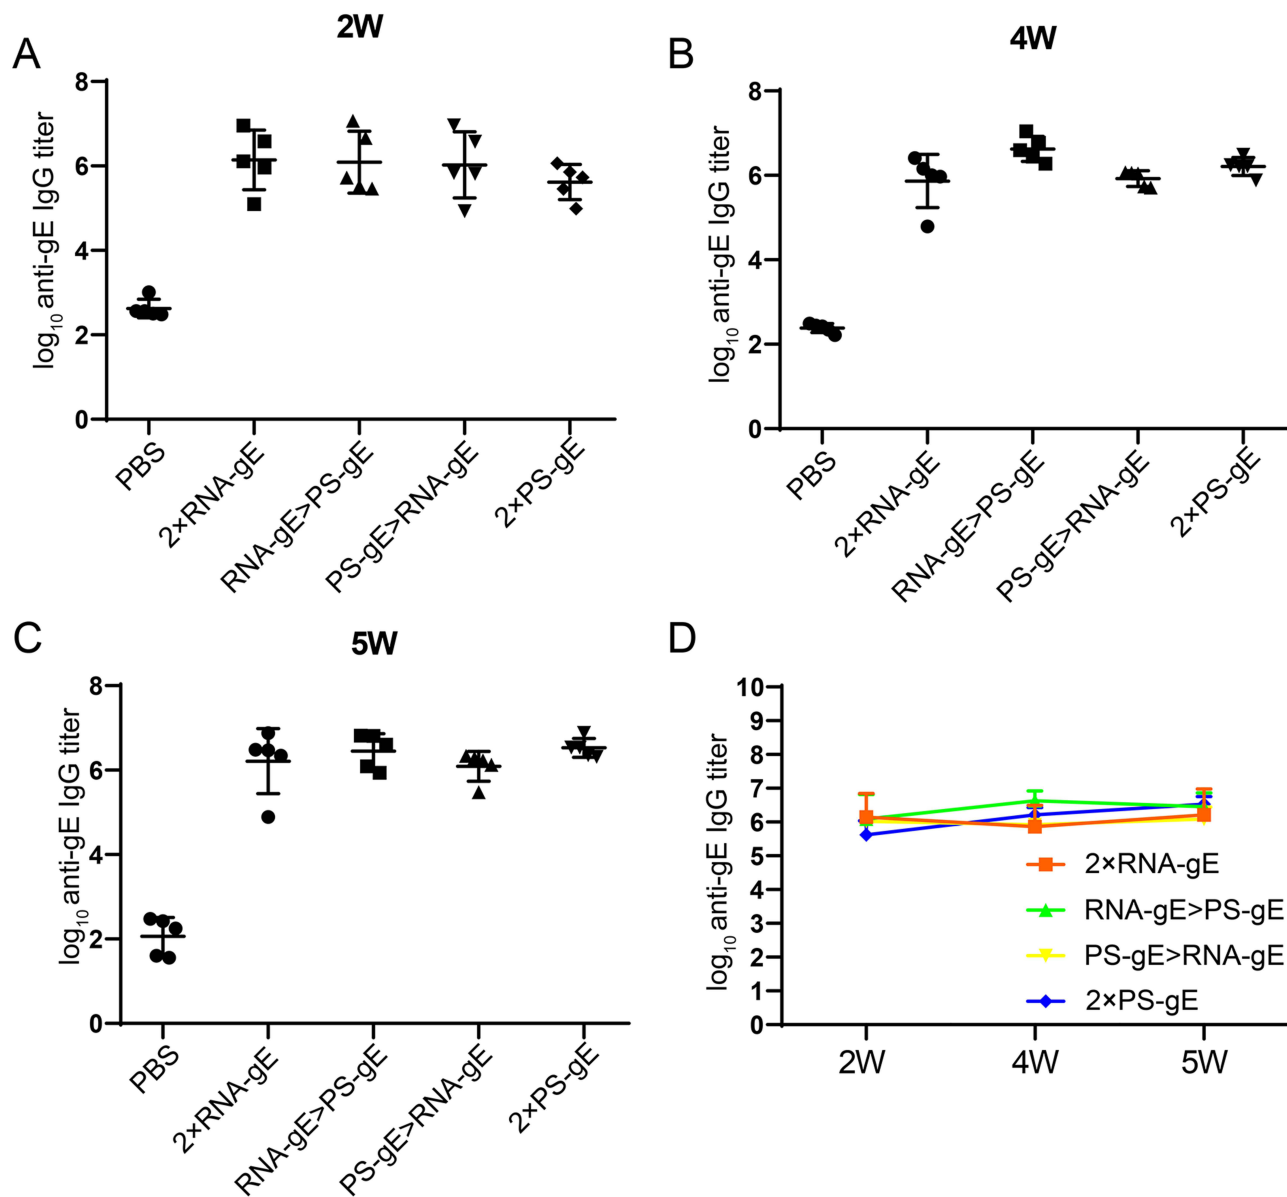 A
2W
log10 anti-gE IgG titer
8
6
4
2
0
PBS
2×RNA-gE
RNA-gE>PS-gE
PS-gE>RNA-gE
2×PS-gE
B
4W
log10 anti-gE IgG titer
8
6
4
2
0
PBS
2×RNA-gE
RNA-gE>PS-gE
PS-gE>RNA-gE
2×PS-gE
C
5W
log10 anti-gE IgG titer
8
6
4
2
0
PBS
2×RNA-gE
RNA-gE>PS-gE
PS-gE>RNA-gE
2×PS-gE
D
log10 anti-gE IgG titer
10
9
8
7
6
5
4
3
2
1
0
2×RNA-gE
RNA-gE>PS-gE
PS-gE>RNA-gE
2×PS-gE
2W
4W
5W